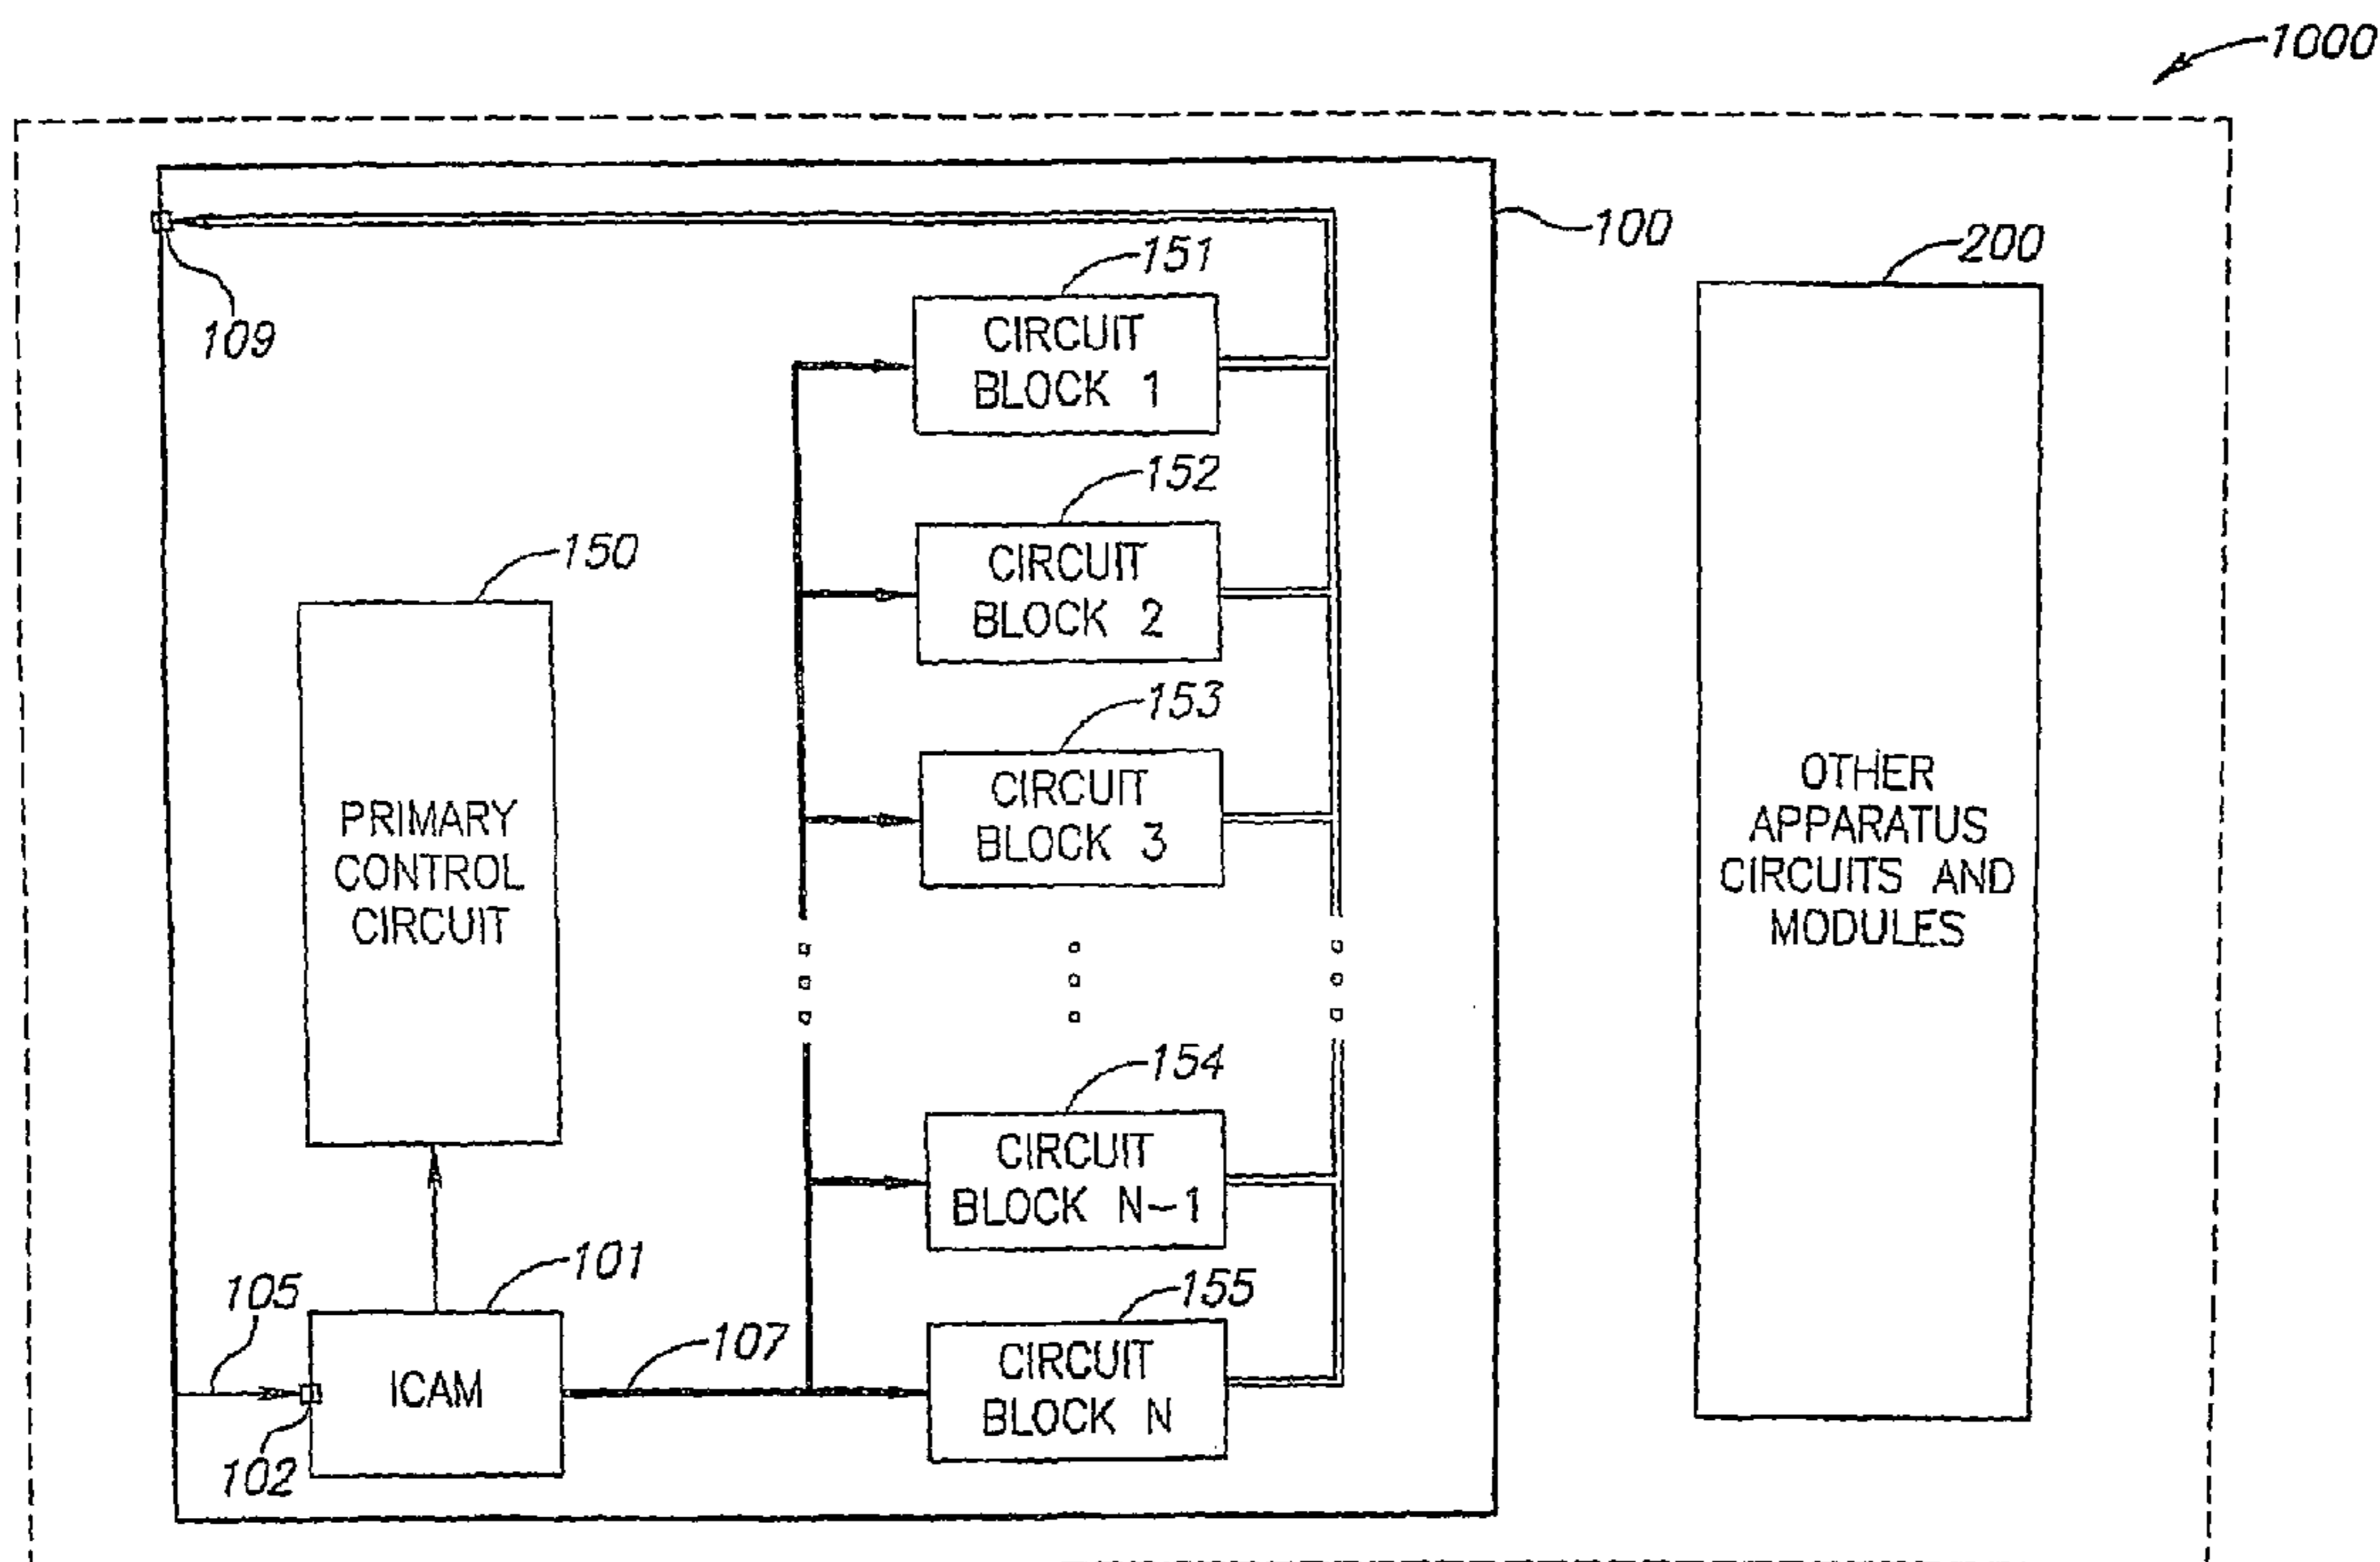 1000
100
200
109
151
CIRCUIT
BLOCK 1
152
CIRCUIT
BLOCK 2
150
153
PRIMARY
CONTROL
CIRCUIT
CIRCUIT
BLOCK 3
OTHER
APPARATUS
CIRCUITS AND
MODULES
154
CIRCUIT
BLOCK N-1
105
101
155
107
ICAM
CIRCUIT
BLOCK N
102